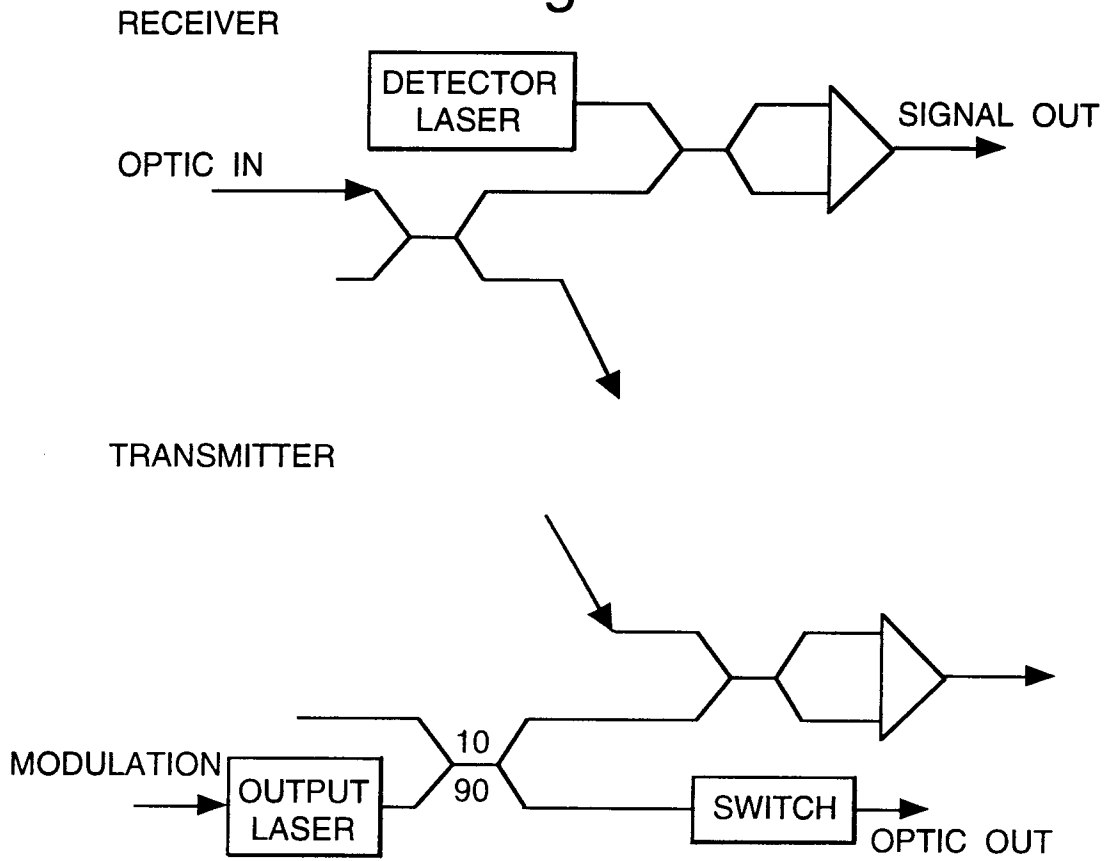 RECEIVER
DETECTOR
LASER
SIGNAL OUT
OPTIC IN
TRANSMITTER
10
MODULATION
90
OUTPUT
LASER
SWITCH
OPTIC OUT